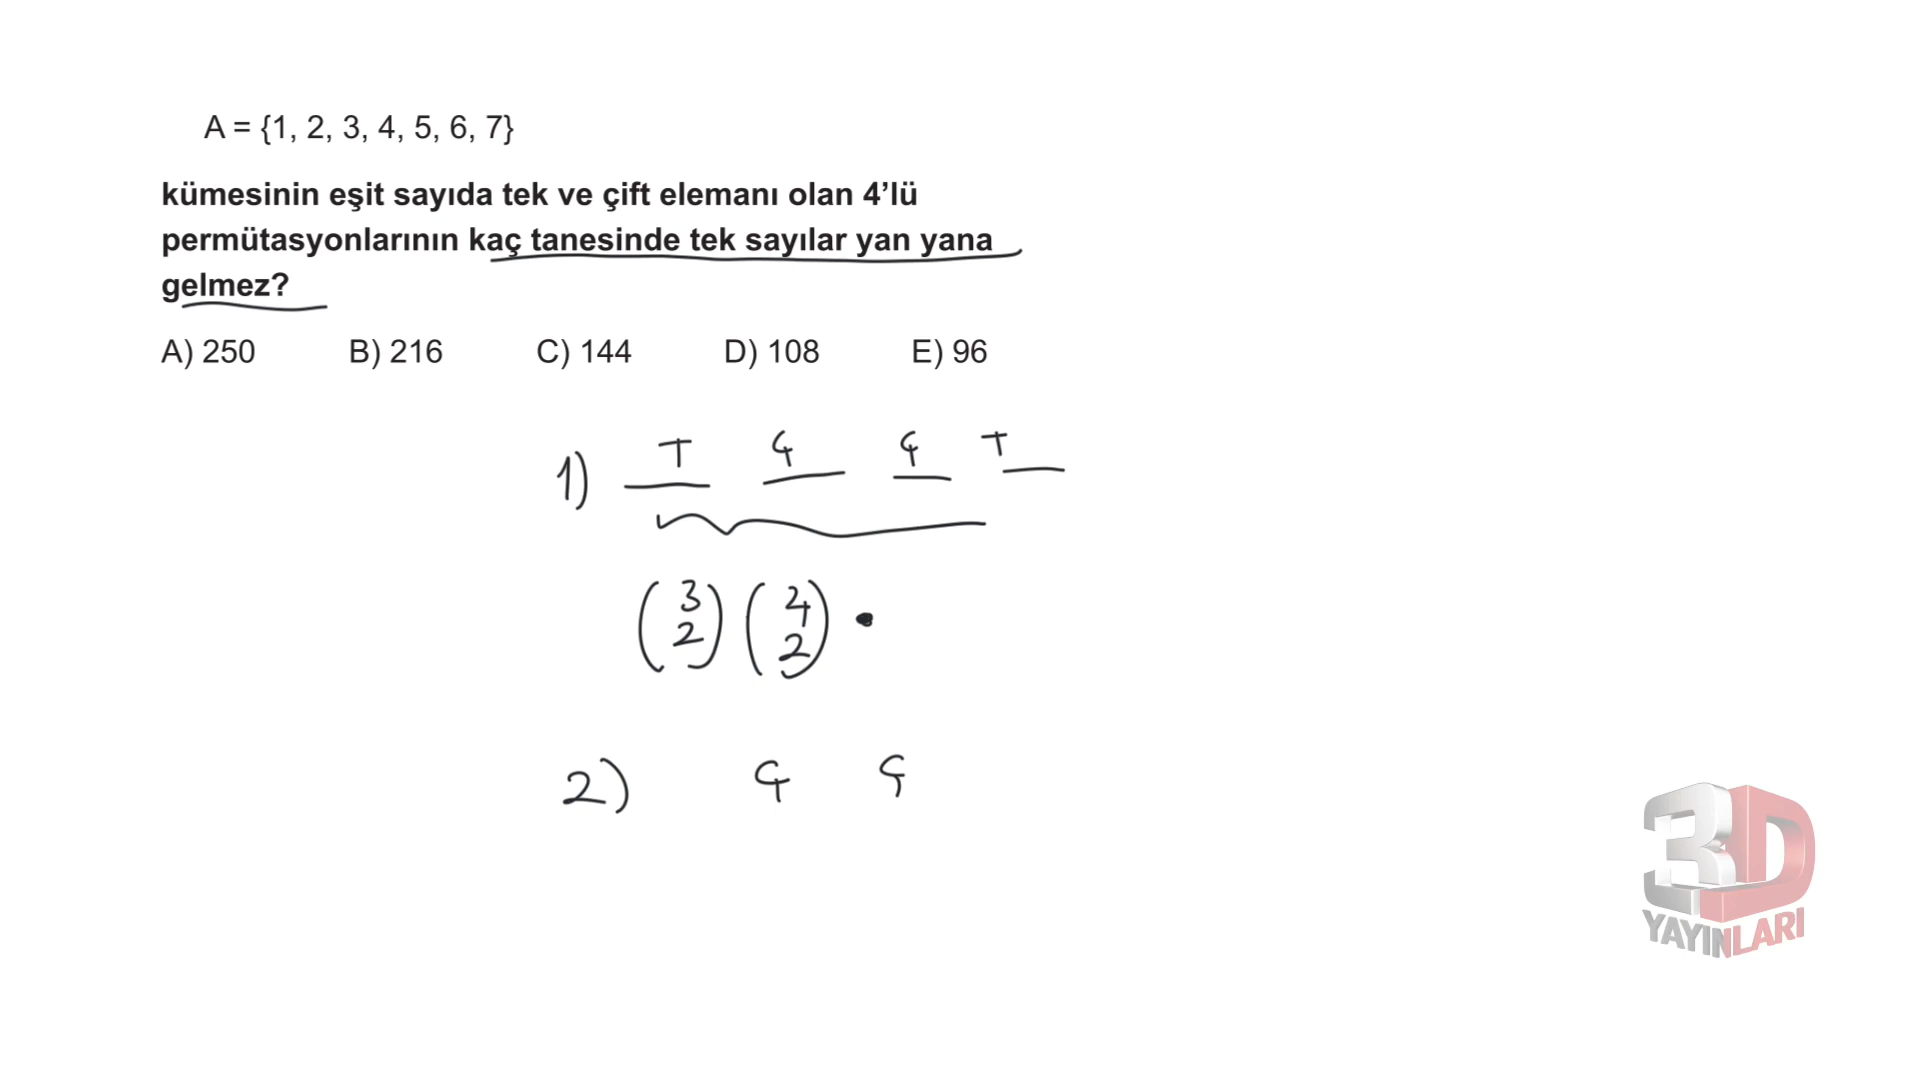 A = {1, 2, 3, 4, 5, 6, 7}
kümesinin eşit sayıda tek ve çift elemanı olan 4’lü
permütasyonlarının kaç tanesinde tek sayılar yan yana
gelmez?
A) 250 B) 216 C) 144 D) 108 E) 96
1) T Ç Ç T
(3 2) (4 2) •
2) Ç Ç
3D
YAYINLARI